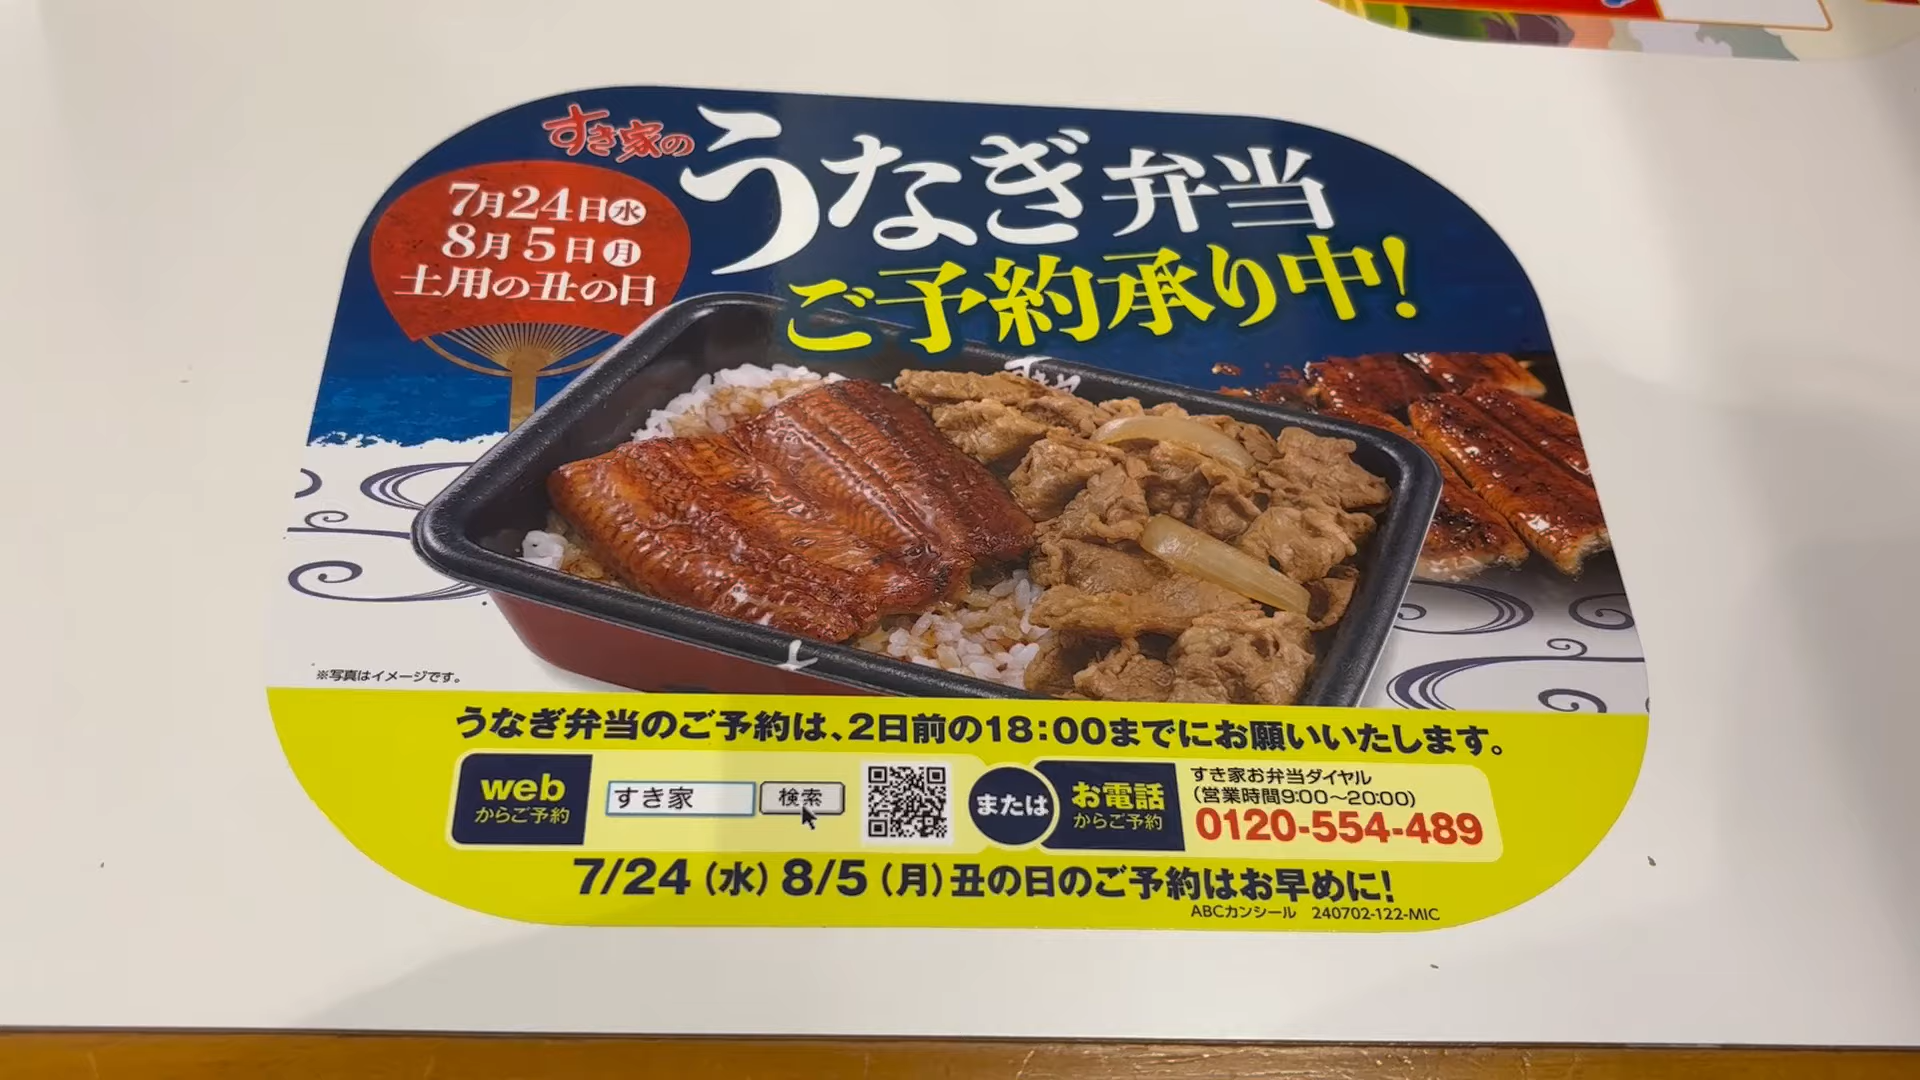 すき家の
うなぎ弁当
ご予約承り中!
7月24日㊌
8月5日㊊
土用の丑の日
※写真はイメージです。
うなぎ弁当のご予約は、2日前の18:00までにお願いいたします。
web
からご予約
すき家
検索
または
お電話
からご予約
すき家お弁当ダイヤル
(営業時間9:00～20:00)
0120-554-489
7/24(水)8/5(月)丑の日のご予約はお早めに!
ABCカンシール 240702-122-MIC